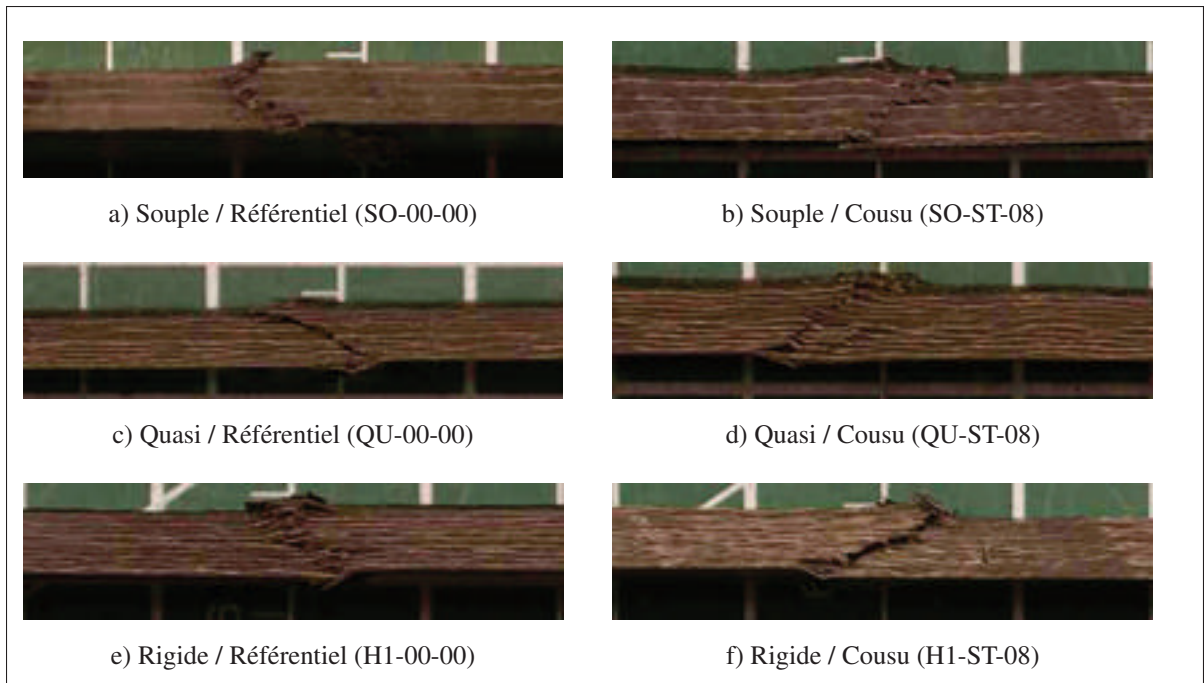 a) Souple / Référentiel (SO-00-00)
b) Souple / Cousu (SO-ST-08)
c) Quasi / Référentiel (QU-00-00)
d) Quasi / Cousu (QU-ST-08)
e) Rigide / Référentiel (H1-00-00)
f) Rigide / Cousu (H1-ST-08)